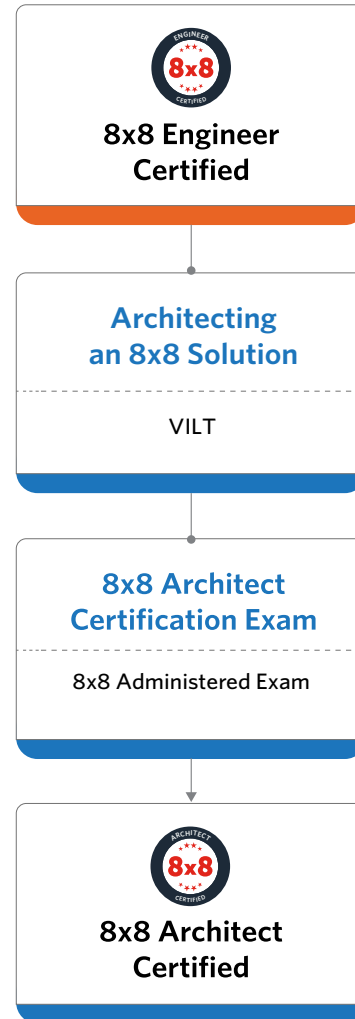 ENGINEER
8x8
CERTIFIED
8x8 Engineer
Certified
Architecting
an 8x8 Solution
VILT
8x8 Architect
Certification Exam
8x8 Administered Exam
ARCHITECT
8x8
CERTIFIED
8x8 Architect
Certified